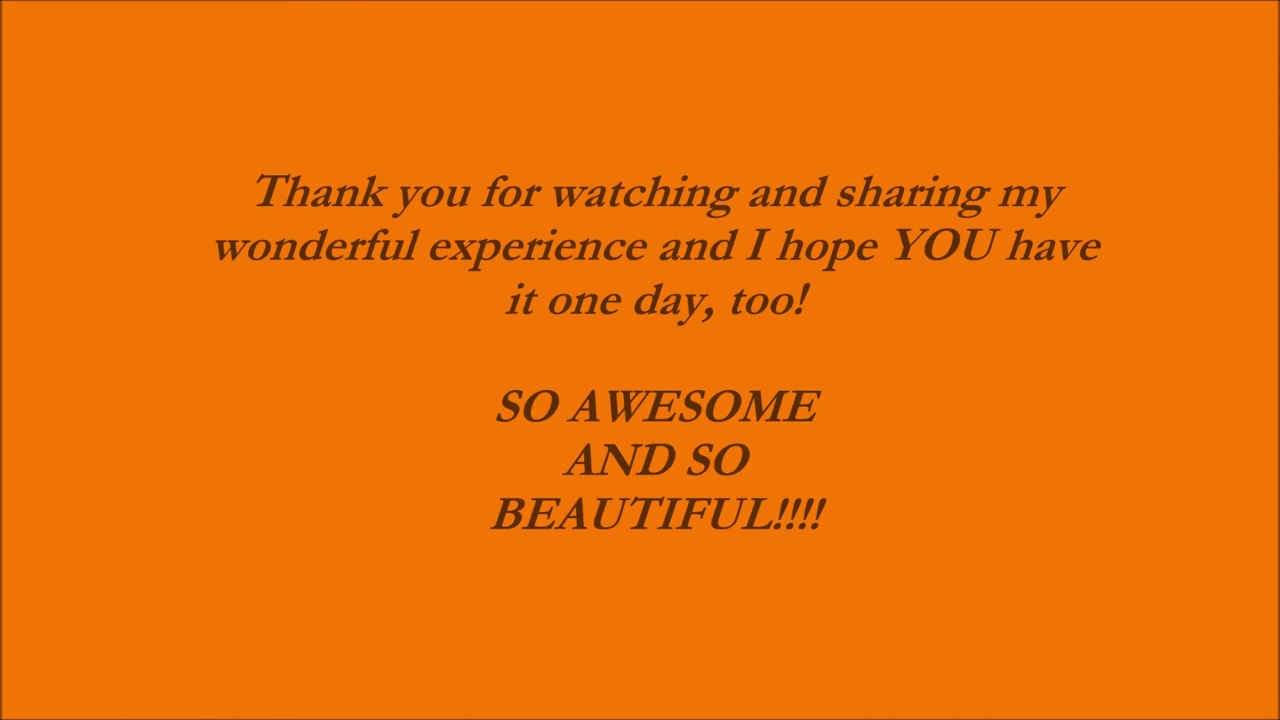 Thank you for watching and sharing my
wonderful experience and I hope YOU have
it one day, too!
SO AWESOME
AND SO
BEAUTIFUL!!!!